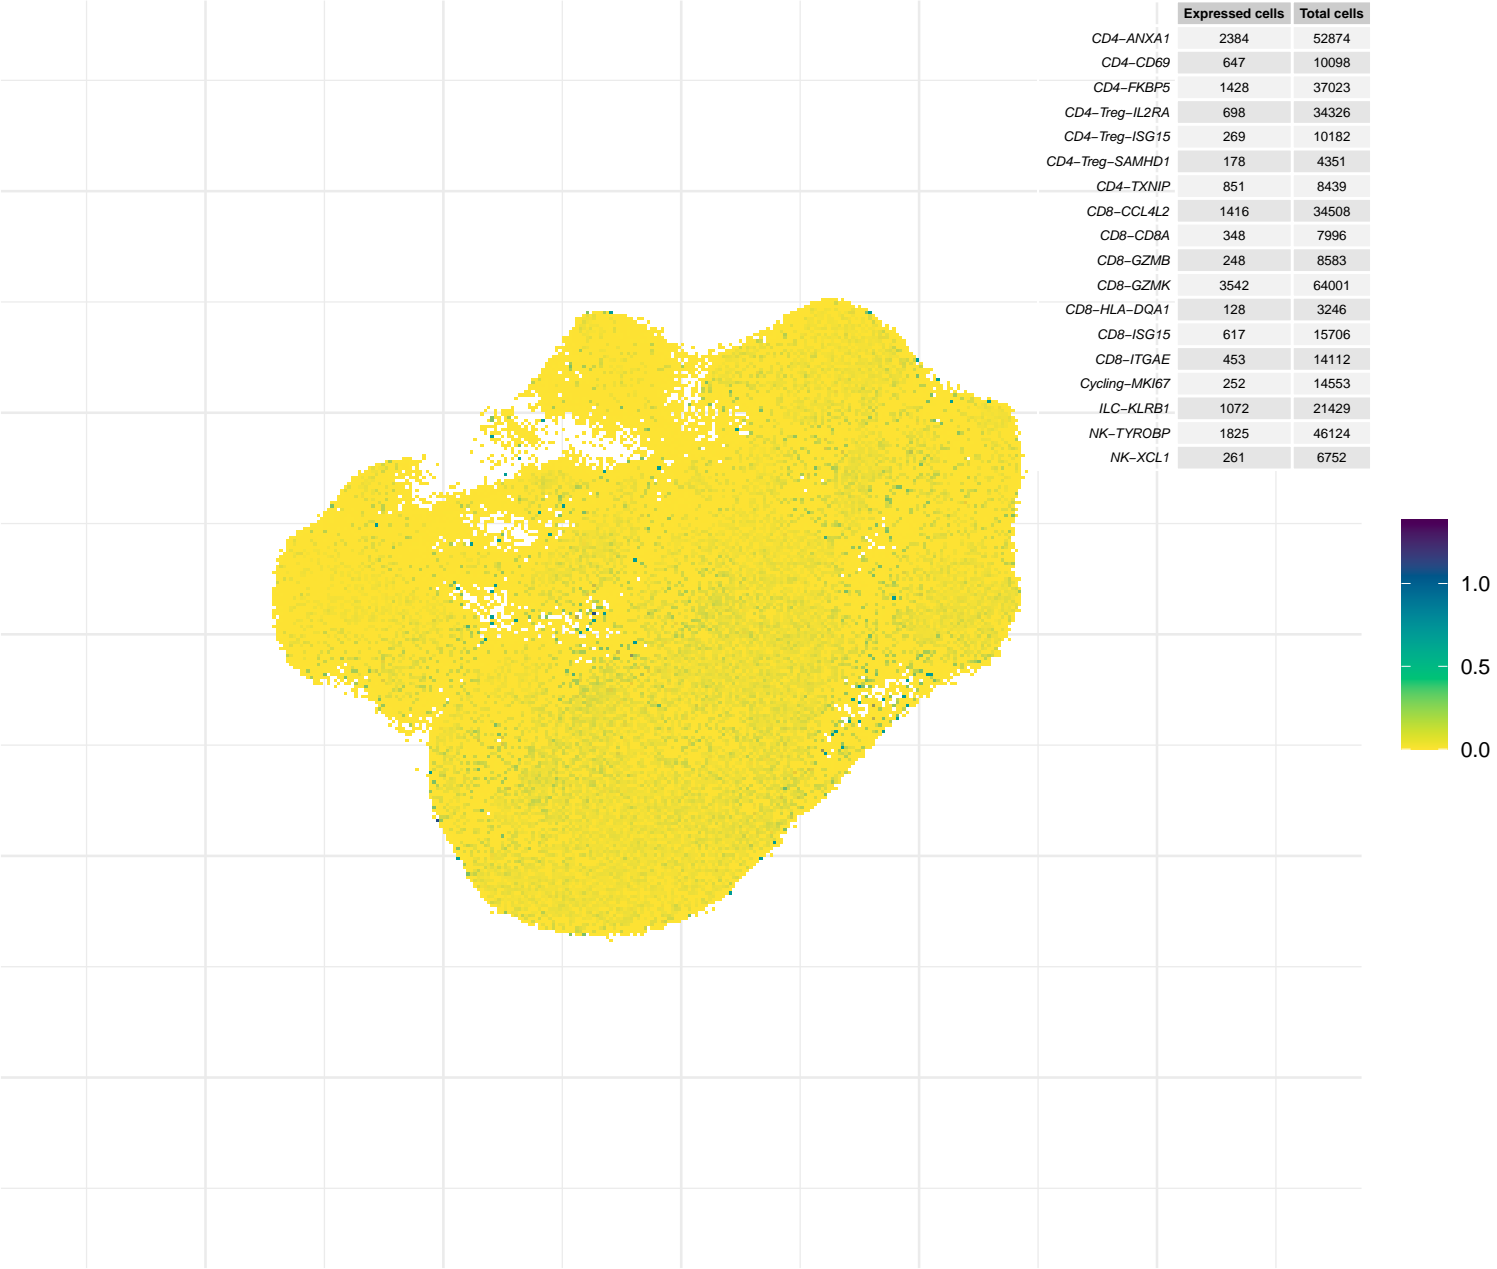 Expressed cells Total cells
CD4−ANXA1 2384 52874
CD4−CD69 647 10098
CD4−FKBP5 1428 37023
CD4−Treg−IL2RA 698 34326
CD4−Treg−ISG15 269 10182
CD4−Treg−SAMHD1 178 4351
CD4−TXNIP 851 8439
CD8−CCL4L2 1416 34508
CD8−CD8A 348 7996
CD8−GZMB 248 8583
CD8−GZMK 3542 64001
CD8−HLA−DQA1 128 3246
CD8−ISG15 617 15706
CD8−ITGAE 453 14112
Cycling−MKI67 252 14553
ILC−KLRB1 1072 21429
NK−TYROBP 1825 46124
NK−XCL1 261 6752
1.0
0.5
0.0